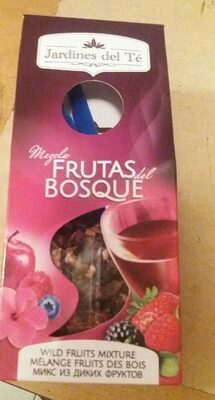 Jardines del Té
Mezcla
FRUTAS del
BOSQUE
WILD FRUITS MIXTURE
MÉLANGE FRUITS DES BOIS
МИКС ИЗ ДИКИХ ФРУКТОВ